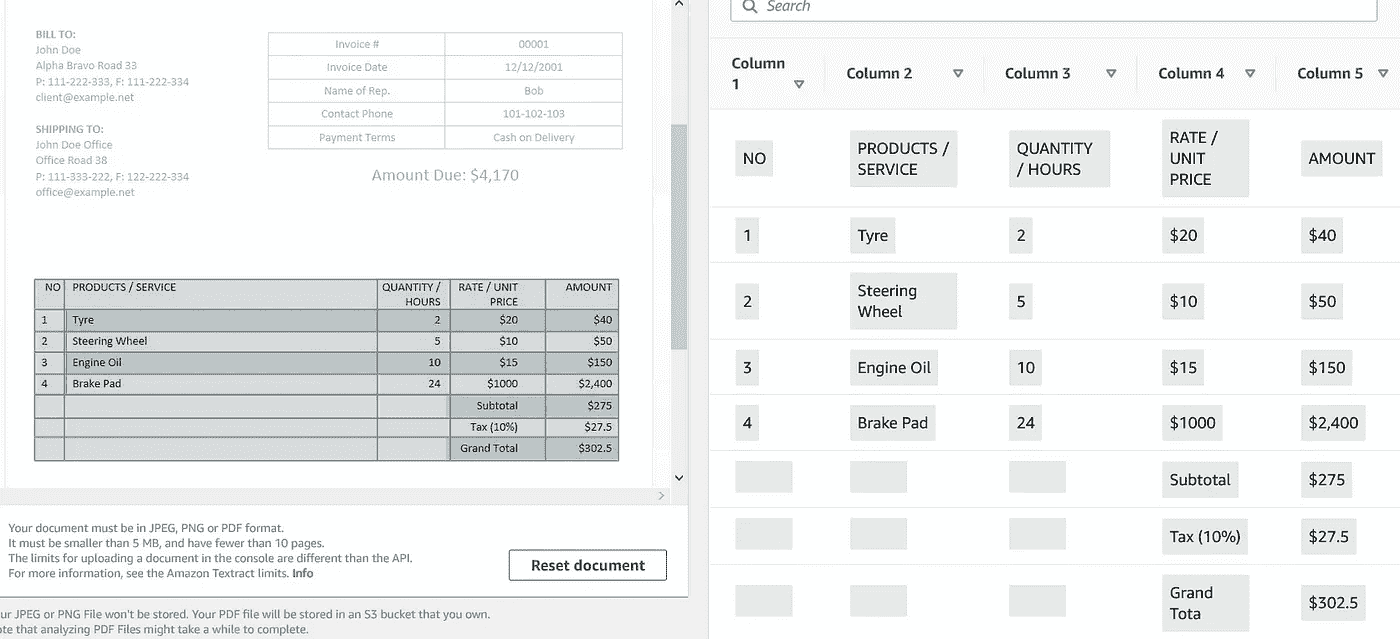 BILL TO:
John Doe
Alpha Bravo Road 33
P: 111-222-333, F: 111-222-334
client@example.net
SHIPPING TO:
John Doe Office
Office Road 38
P: 111-333-222, F: 122-222-334
office@example.net
Invoice # 00001
Invoice Date 12/12/2001
Name of Rep. Bob
Contact Phone 101-102-103
Payment Terms Cash on Delivery
Amount Due: $4,170
NO PRODUCTS / SERVICE QUANTITY / RATE / UNIT AMOUNT
HOURS PRICE
1 Tyre 2 $20 $40
2 Steering Wheel 5 $10 $50
3 Engine Oil 10 $15 $150
4 Brake Pad 24 $1000 $2,400
Subtotal $275
Tax (10%) $27.5
Grand Total $302.5
Your document must be in JPEG, PNG or PDF format.
It must be smaller than 5 MB, and have fewer than 10 pages.
The limits for uploading a document in the console are different than the API.
For more information, see the Amazon Textract limits. Info
Reset document
ur JPEG or PNG File won't be stored. Your PDF file will be stored in an S3 bucket that you own.
ote that analyzing PDF Files might take a while to complete.
Search
Column
1
Column 2 Column 3 Column 4 Column 5
NO
PRODUCTS /
SERVICE
QUANTITY
/ HOURS
RATE /
UNIT
PRICE
AMOUNT
1 Tyre 2 $20 $40
2
Steering
Wheel
5 $10 $50
3 Engine Oil 10 $15 $150
4 Brake Pad 24 $1000 $2,400
Subtotal $275
Tax (10%) $27.5
Grand
Tota
$302.5